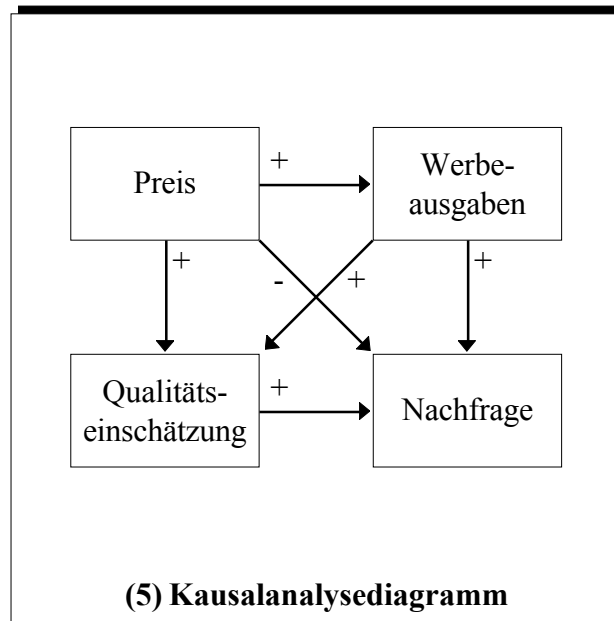 Preis
+
Werbe-
ausgaben
+
-
+
+
Qualitäts-
einschätzung
+
Nachfrage
(5) Kausalanalysediagramm